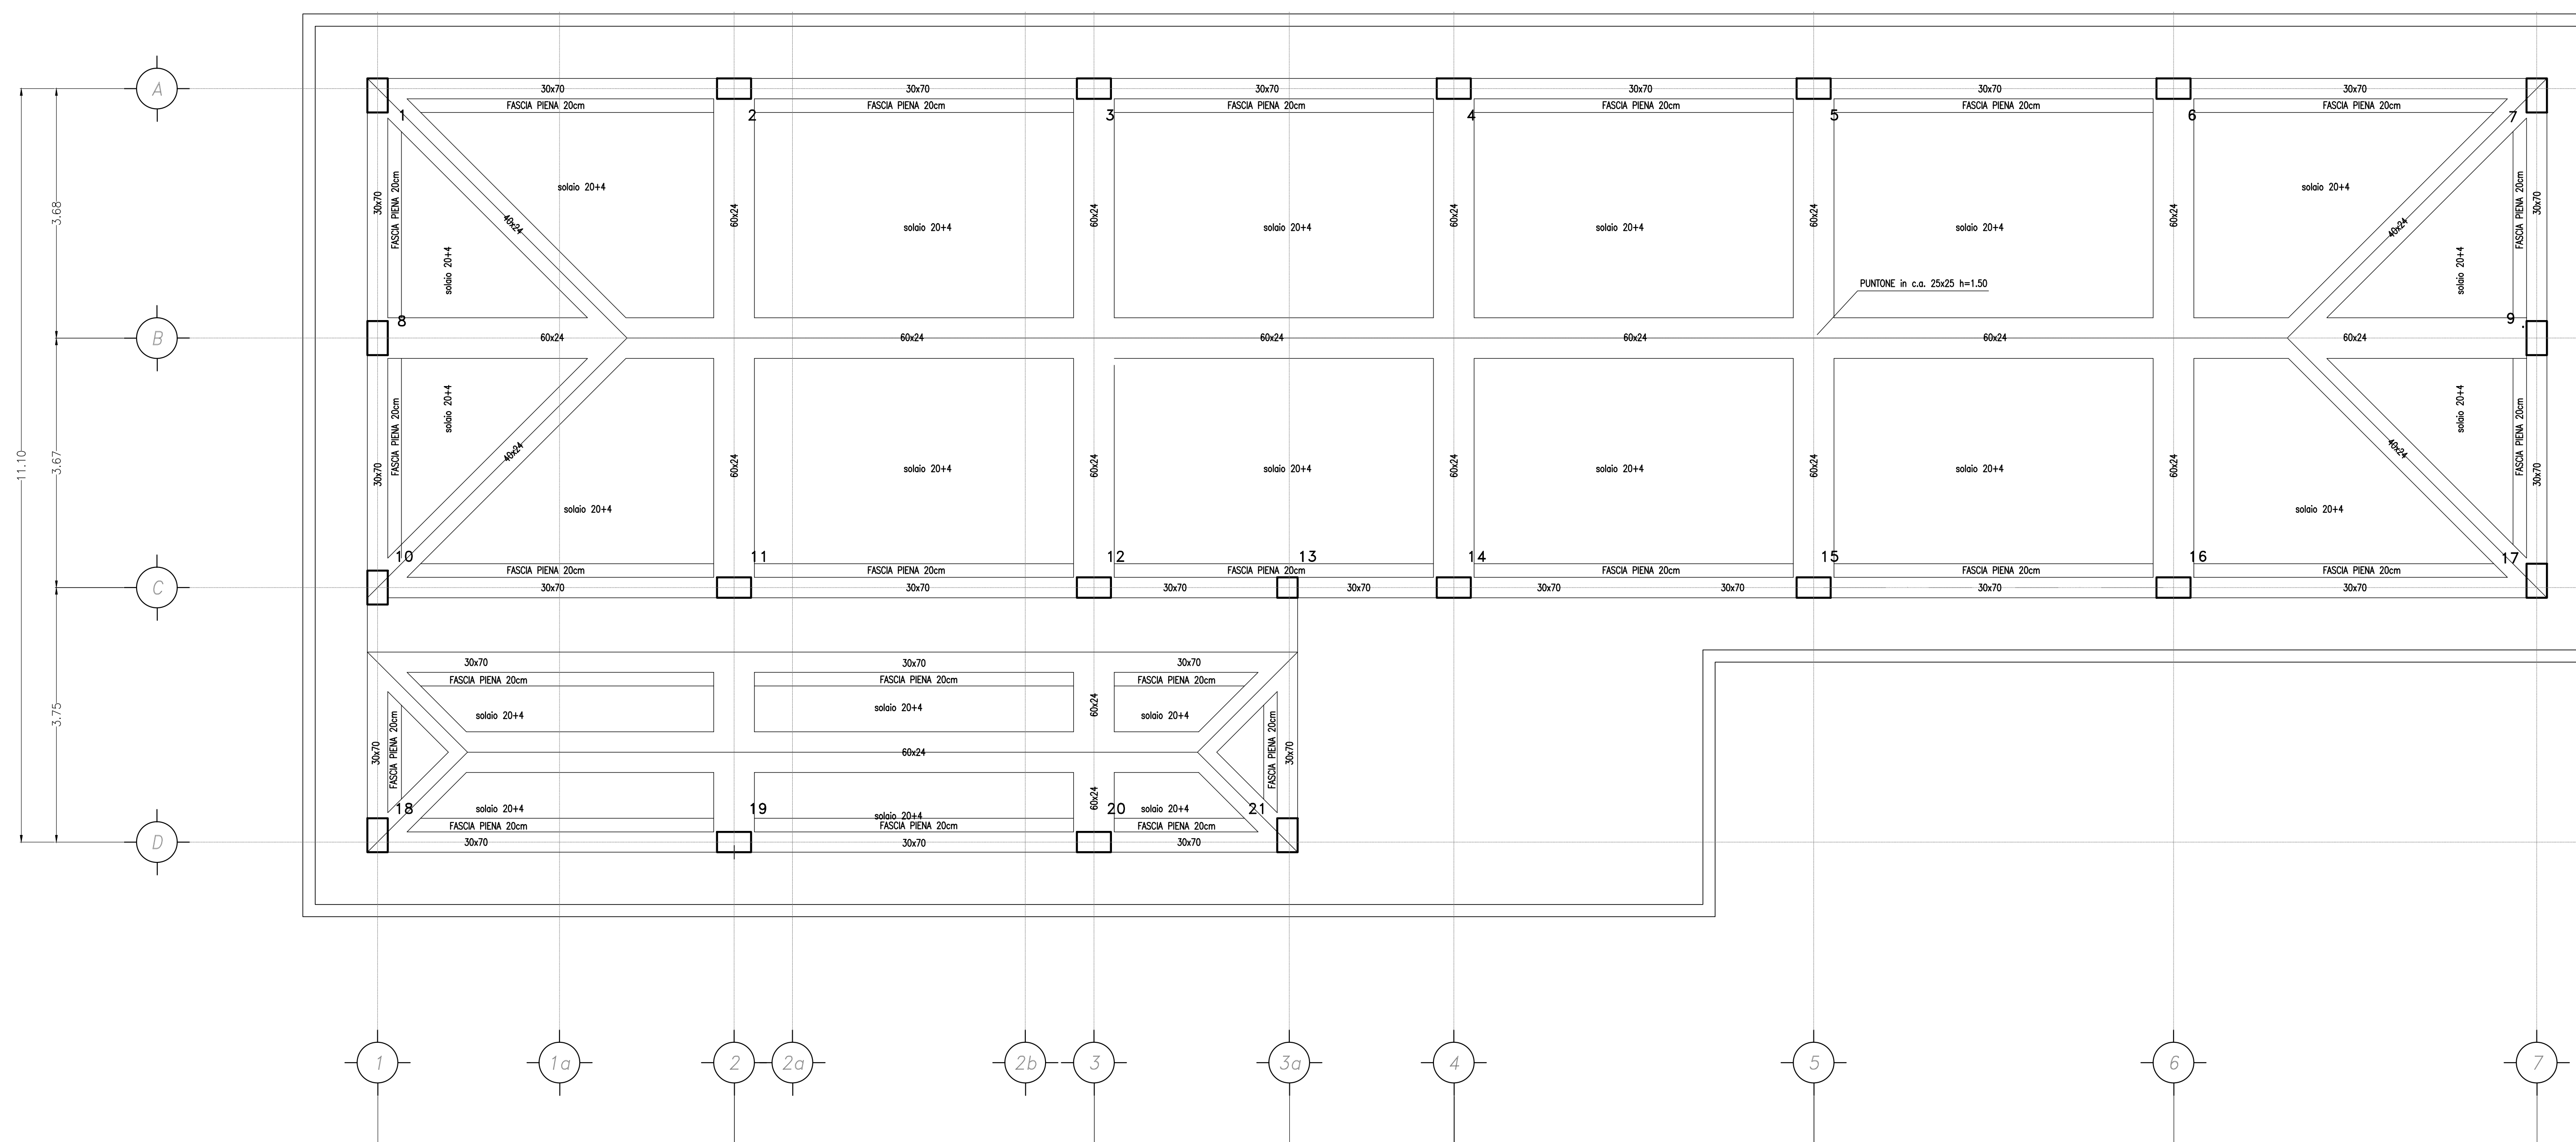 A
30x70
30x70
30x70
30x70
30x70
30x70
FASCIA PIENA 20cm
FASCIA PIENA 20cm
FASCIA PIENA 20cm
FASCIA PIENA 20cm
FASCIA PIENA 20cm
FASCIA PIENA 20cm
1
2
3
4
5
6
7
30x70
FASCIA PIENA 20cm
solaio 20+4
solaio 20+4
FASCIA PIENA 20cm
30x70
3.68
40x24
60x24
60x24
60x24
60x24
60x24
40x24
solaio 20+4
solaio 20+4
solaio 20+4
solaio 20+4
solaio 20+4
solaio 20+4
PUNTONE in c.a. 25x25 h=1.50
8
9
B
60x24
60x24
60x24
60x24
60x24
60x24
solaio 20+4
solaio 20+4
FASCIA PIENA 20cm
FASCIA PIENA 20cm
11.10
3.67
30x70
40x24
60x24
solaio 20+4
60x24
solaio 20+4
60x24
solaio 20+4
60x24
solaio 20+4
60x24
40x24
30x70
solaio 20+4
solaio 20+4
10
11
12
13
14
15
16
17
FASCIA PIENA 20cm
FASCIA PIENA 20cm
FASCIA PIENA 20cm
FASCIA PIENA 20cm
FASCIA PIENA 20cm
FASCIA PIENA 20cm
C
30x70
30x70
30x70
30x70
30x70
30x70
30x70
30x70
30x70
30x70
30x70
FASCIA PIENA 20cm
FASCIA PIENA 20cm
FASCIA PIENA 20cm
3.75
solaio 20+4
solaio 20+4
60x24
solaio 20+4
30x70
FASCIA PIENA 20cm
60x24
FASCIA PIENA 20cm
30x70
60x24
18
solaio 20+4
19
solaio 20+4
20
solaio 20+4
21
FASCIA PIENA 20cm
FASCIA PIENA 20cm
FASCIA PIENA 20cm
D
30x70
30x70
30x70
1
1a
2
2a
2b
3
3a
4
5
6
7